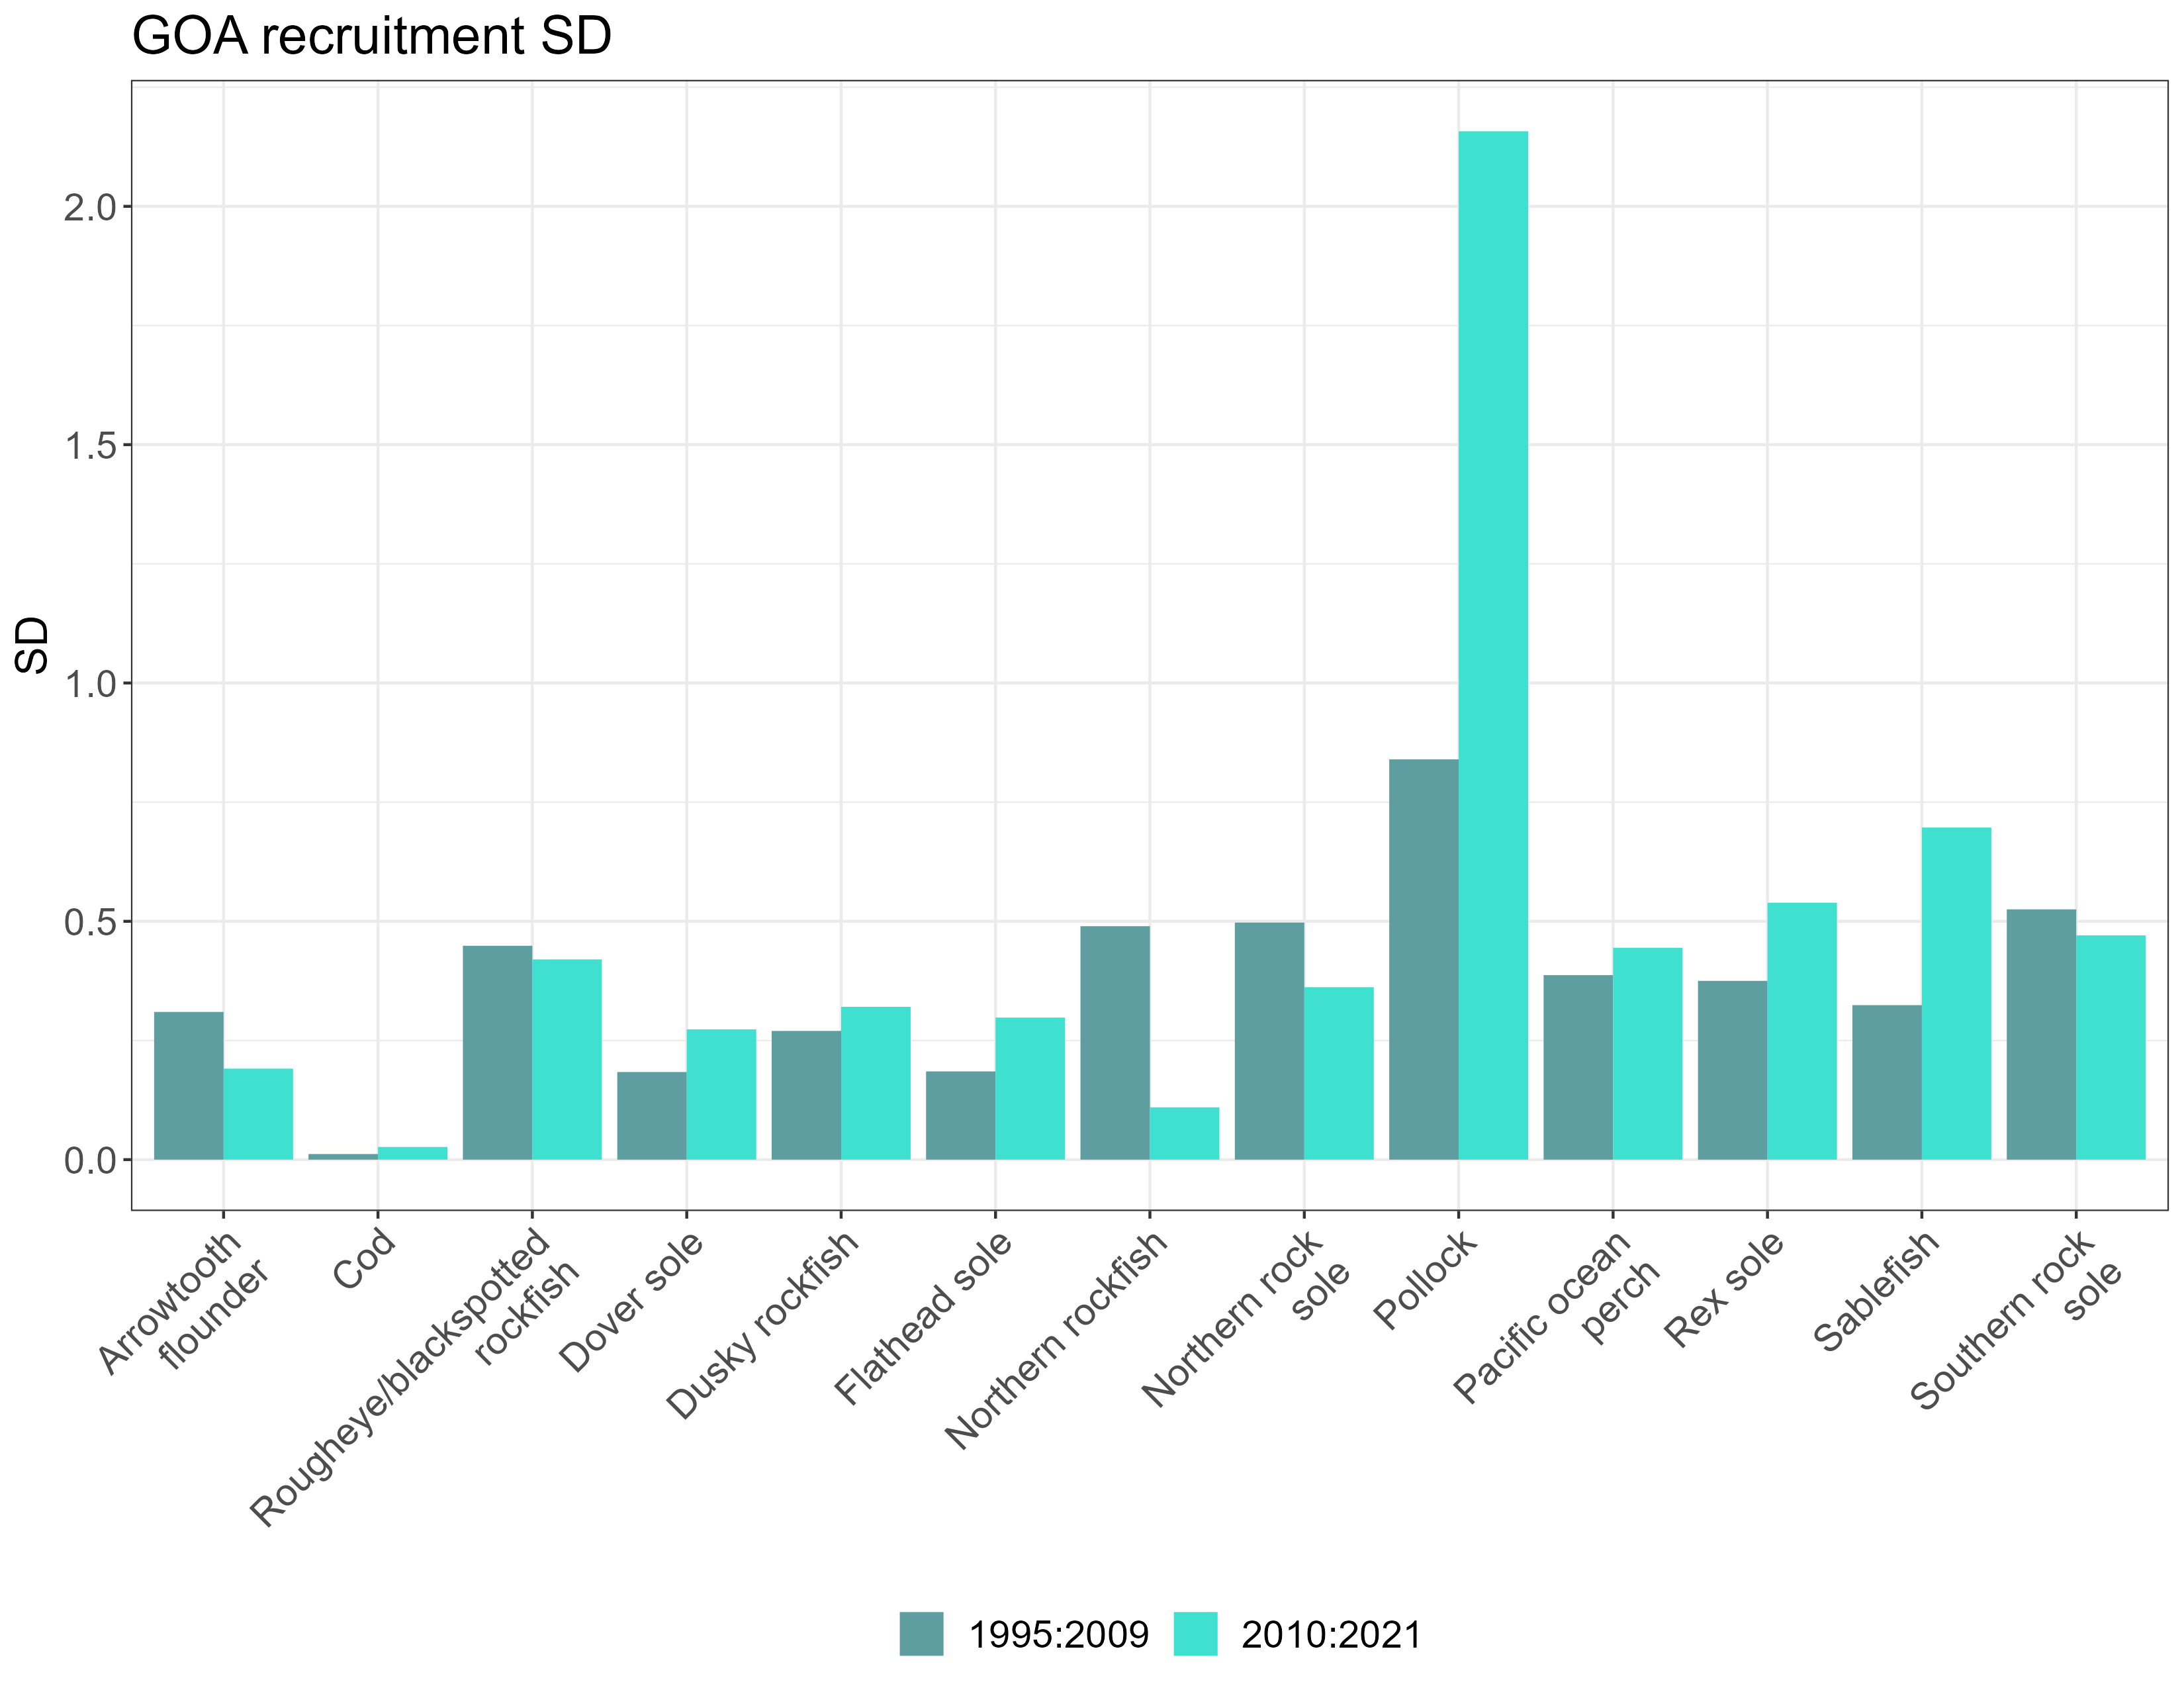 GOA recruitment SD
SD
2.0
1.5
1.0
0.5
0.0
Arrowtooth
flounder
Cod
Rougheye/blackspotted
rockfish
Dover sole
Dusky rockfish
Flathead sole
Northern rockfish
Northern rock
sole
Pollock
Pacific ocean
perch
Rex sole
Sablefish
Southern rock
sole
1995:2009
2010:2021